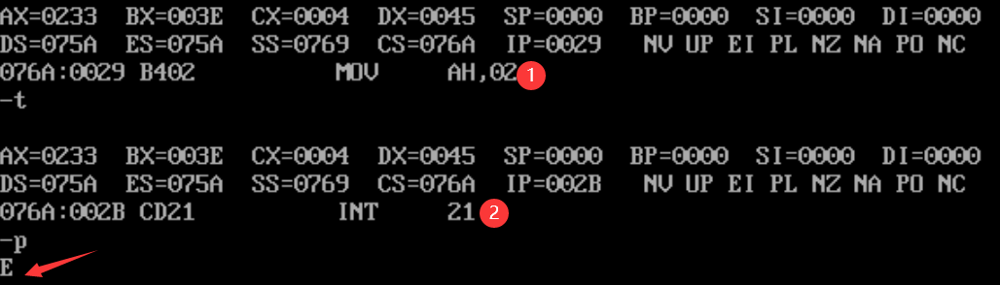 AX=0233  BX=003E  CX=0004  DX=0045  SP=0000  BP=0000  SI=0000  DI=0000
DS=075A  ES=075A  SS=0769  CS=076A  IP=0029   NV UP EI PL NZ NA PO NC
076A:0029 B402          MOV     AH,02 1
-t
AX=0233  BX=003E  CX=0004  DX=0045  SP=0000  BP=0000  SI=0000  DI=0000
DS=075A  ES=075A  SS=0769  CS=076A  IP=002B   NV UP EI PL NZ NA PO NC
076A:002B CD21          INT     21 2
-p
E